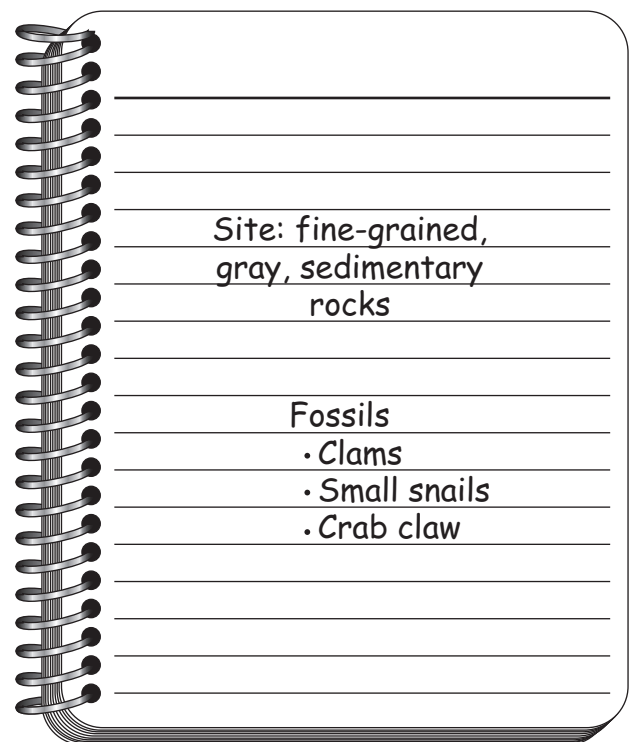 Site: fine-grained,
gray, sedimentary
rocks
Fossils
• Clams
• Small snails
• Crab claw